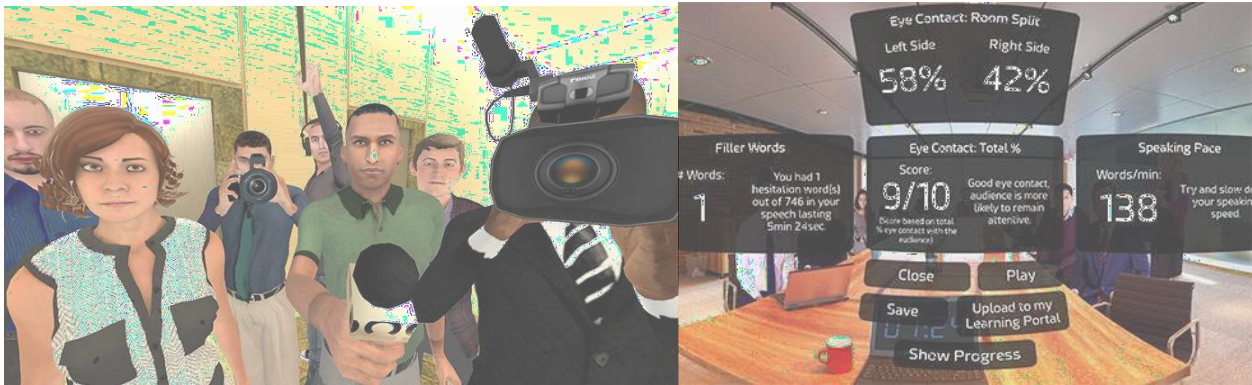 Eye Contact: Room Split
Left Side
Right Side
58%
42%
Filler Words
# Words:
1
You had 1
hesitation word(s)
out of 746 in your
speech lasting
5min 24sec
Eye Contact: Total %
Score:
9/10
(Score based on total
% eye contact with the
audience)
Good eye contact,
audience is more
likely to remain
attentive.
Speaking Pace
Words/min:
138
Try and slow
your
speed.
Close
Play
Save
Upload to my
Learning Portal
Show Progress